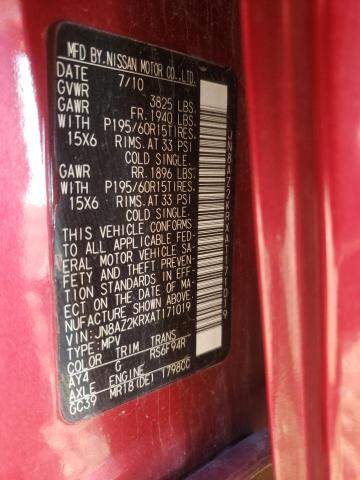 MFD BY.NISSAN MOTOR CO.,LTD.
DATE 7/10
GVWR 3825 LBS.
GAWR FR. 1940 LBS.
WITH P195/60R15TIRES.
15X6 RIMS.AT 33 PSI
COLD SINGLE.
GAWR RR. 1896 LBS.
WITH P195/60R15TIRES.
15X6 RIMS.AT 33 PSI
COLD SINGLE.
THIS VEHICLE CONFORMS
TO ALL APPLICABLE FED-
ERAL MOTOR VEHICLE SA-
FETY AND THEFT PREVEN-
TION STANDARDS IN EFF-
ECT ON THE DATE OF MA-
NUFACTURE SHOWN ABOVE.
VIN:JN8AZ2KRXAT171019
TYPE:MPV
COLOR TRIM TRANS
AY4 G RS6F94R
AXLE ENGINE
GC39 MR18(DE) 1798CC
JN8AZ2KRXAT171019